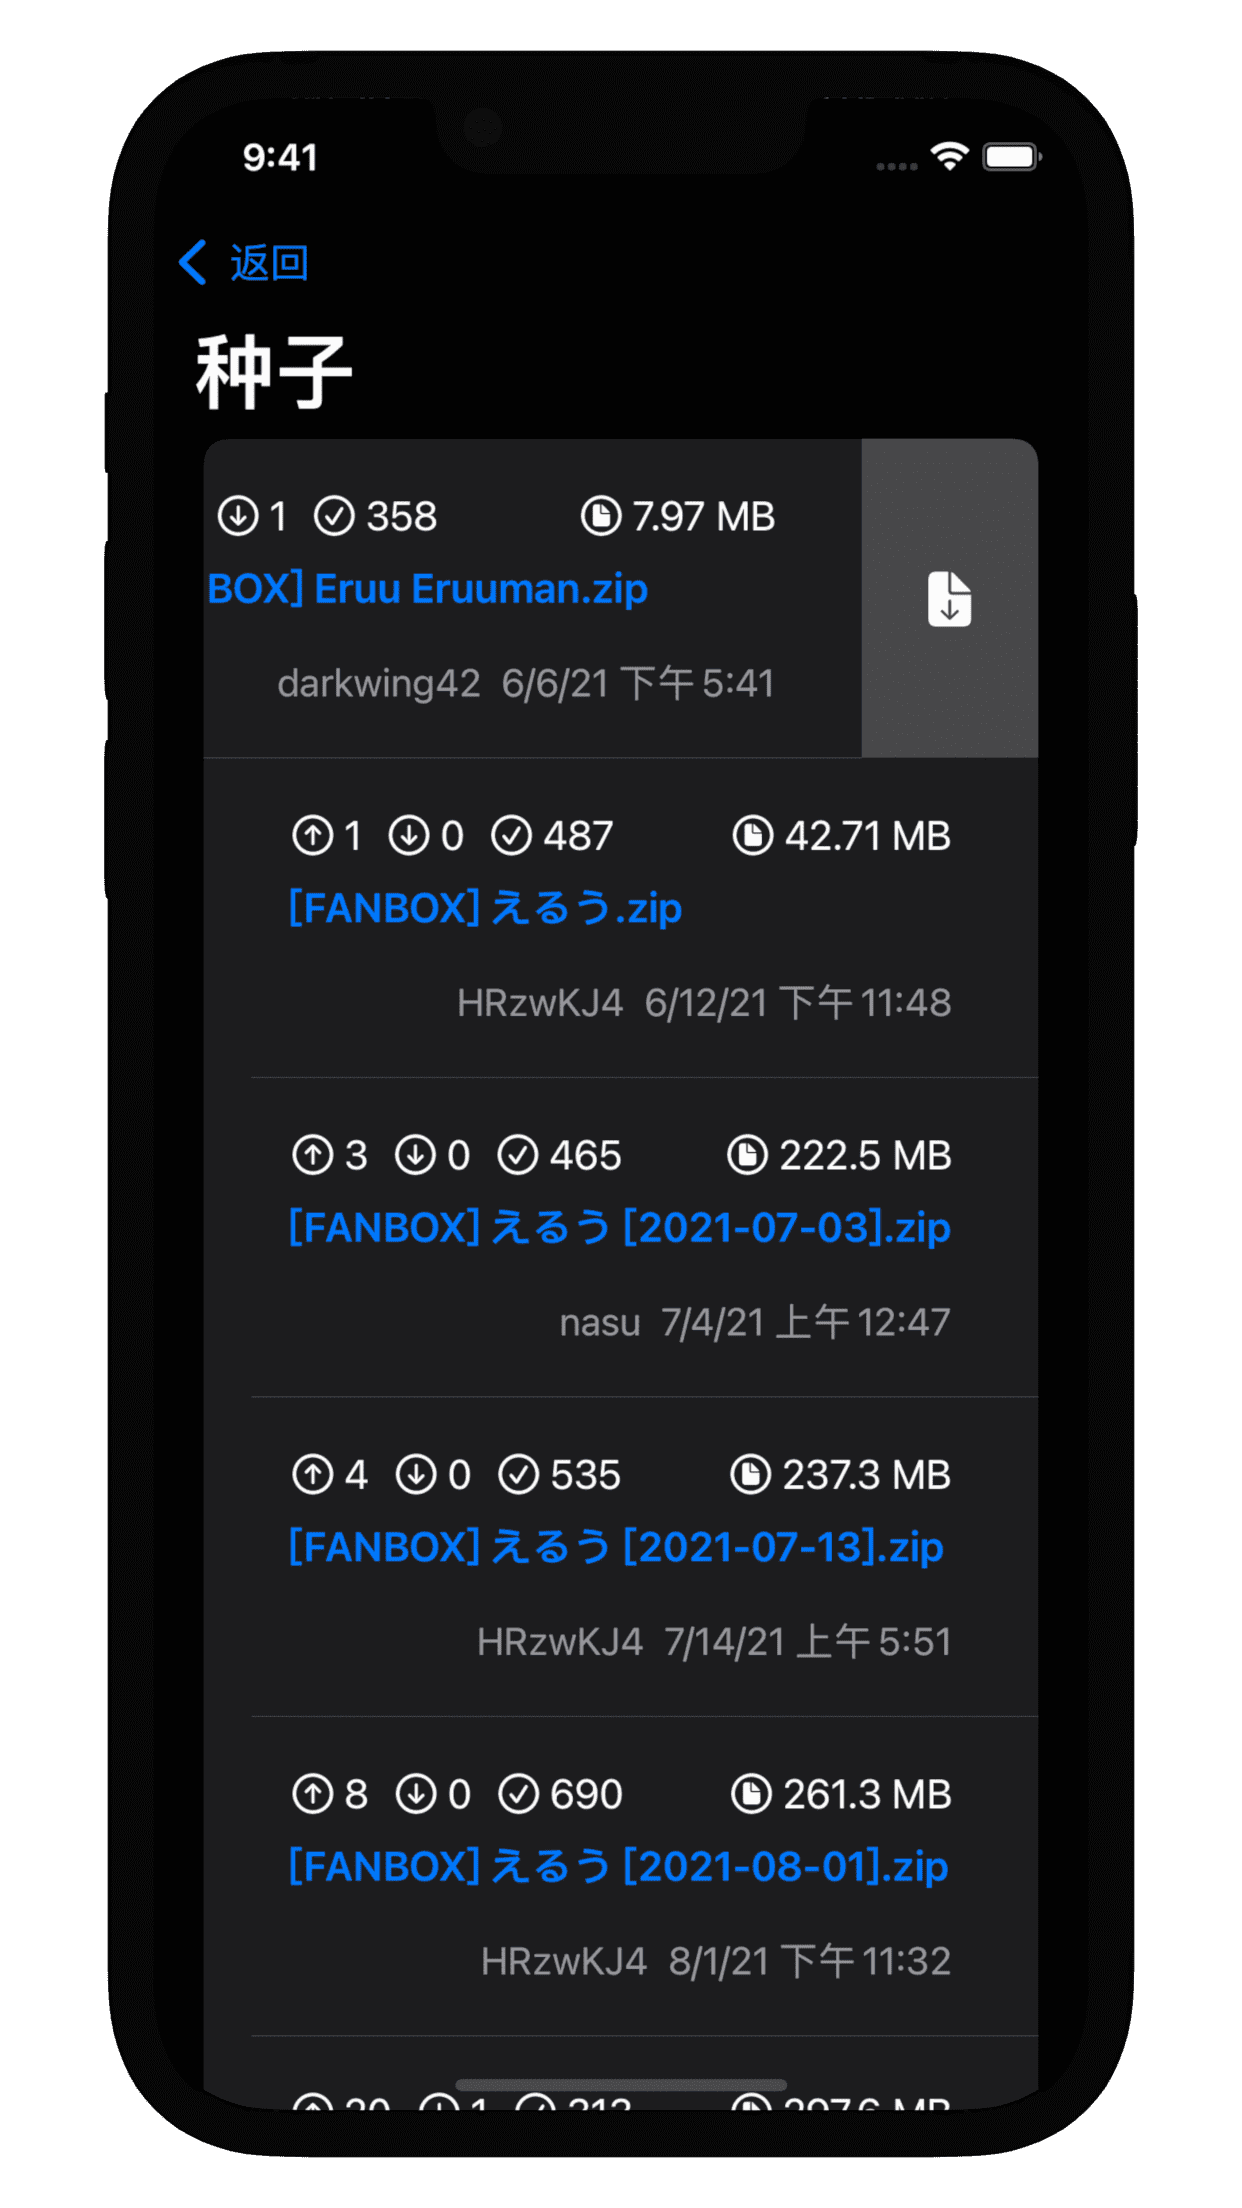 9:41
返回
种子
1 358 7.97 MB
BOX] Eruu Eruuman.zip
darkwing42 6/6/21 下午 5:41
1 0 487 42.71 MB
[FANBOX] えるう.zip
HRzwKJ4 6/12/21 下午 11:48
3 0 465 222.5 MB
[FANBOX] えるう [2021-07-03].zip
nasu 7/4/21 上午 12:47
4 0 535 237.3 MB
[FANBOX] えるう [2021-07-13].zip
HRzwKJ4 7/14/21 上午 5:51
8 0 690 261.3 MB
[FANBOX] えるう [2021-08-01].zip
HRzwKJ4 8/1/21 下午 11:32
20 1 MB